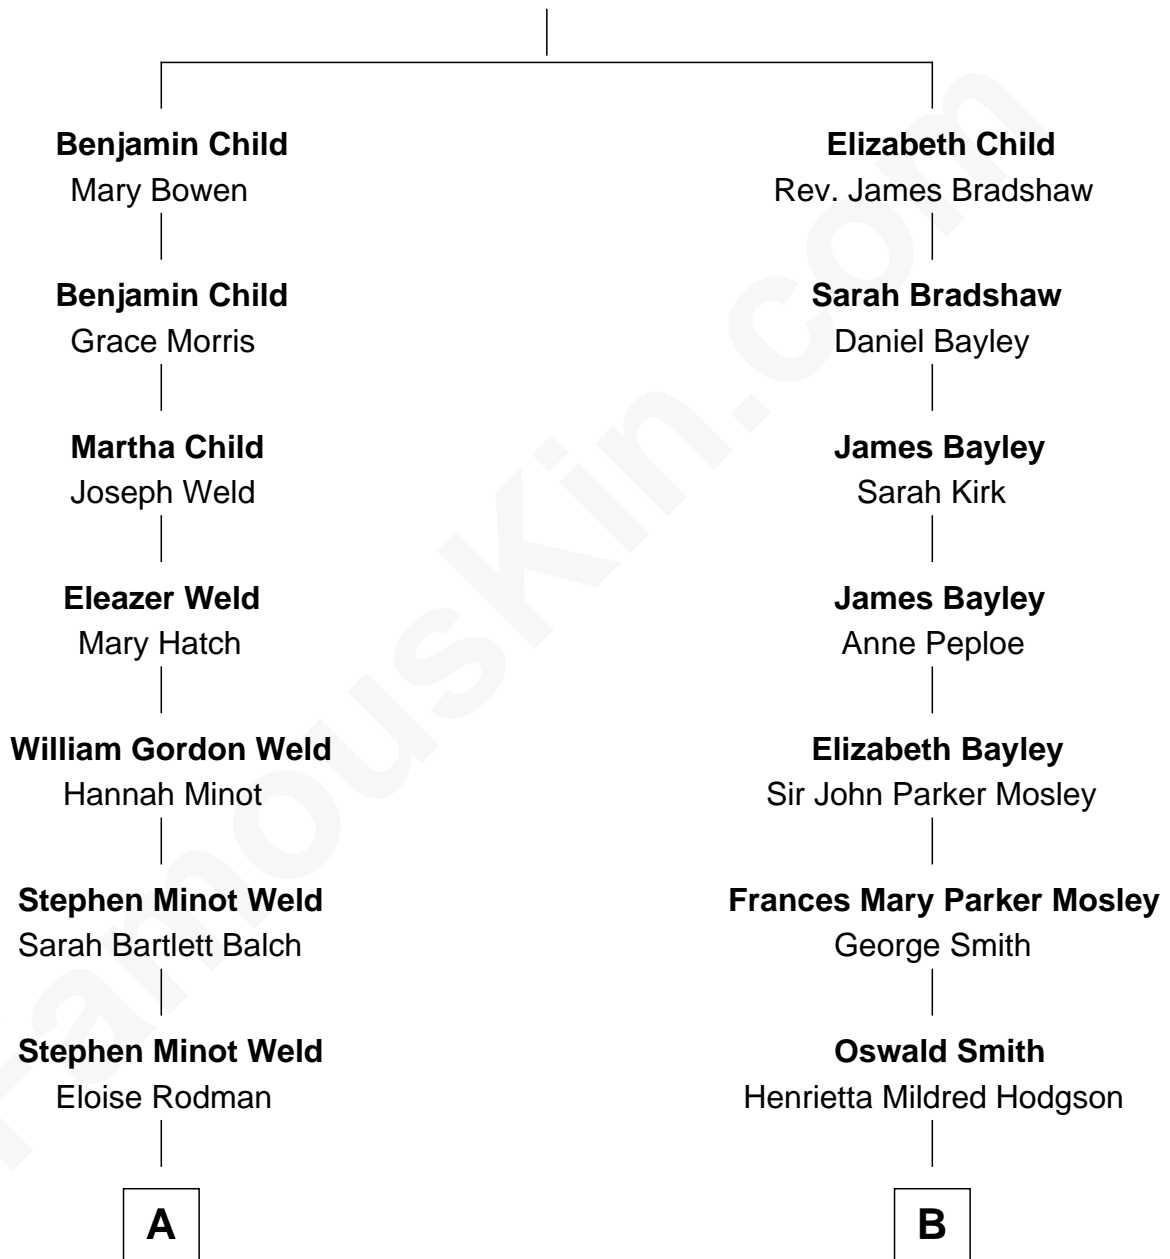 Benjamin Child
Mary Bowen
Benjamin Child
Grace Morris
Martha Child
Joseph Weld
Eleazer Weld
Mary Hatch
William Gordon Weld
Hannah Minot
Stephen Minot Weld
Sarah Bartlett Balch
Stephen Minot Weld
Eloise Rodman
A
Elizabeth Child
Rev. James Bradshaw
Sarah Bradshaw
Daniel Bayley
James Bayley
Sarah Kirk
James Bayley
Anne Peploe
Elizabeth Bayley
Sir John Parker Mosley
Frances Mary Parker Mosley
George Smith
Oswald Smith
Henrietta Mildred Hodgson
B
FamousKin.com